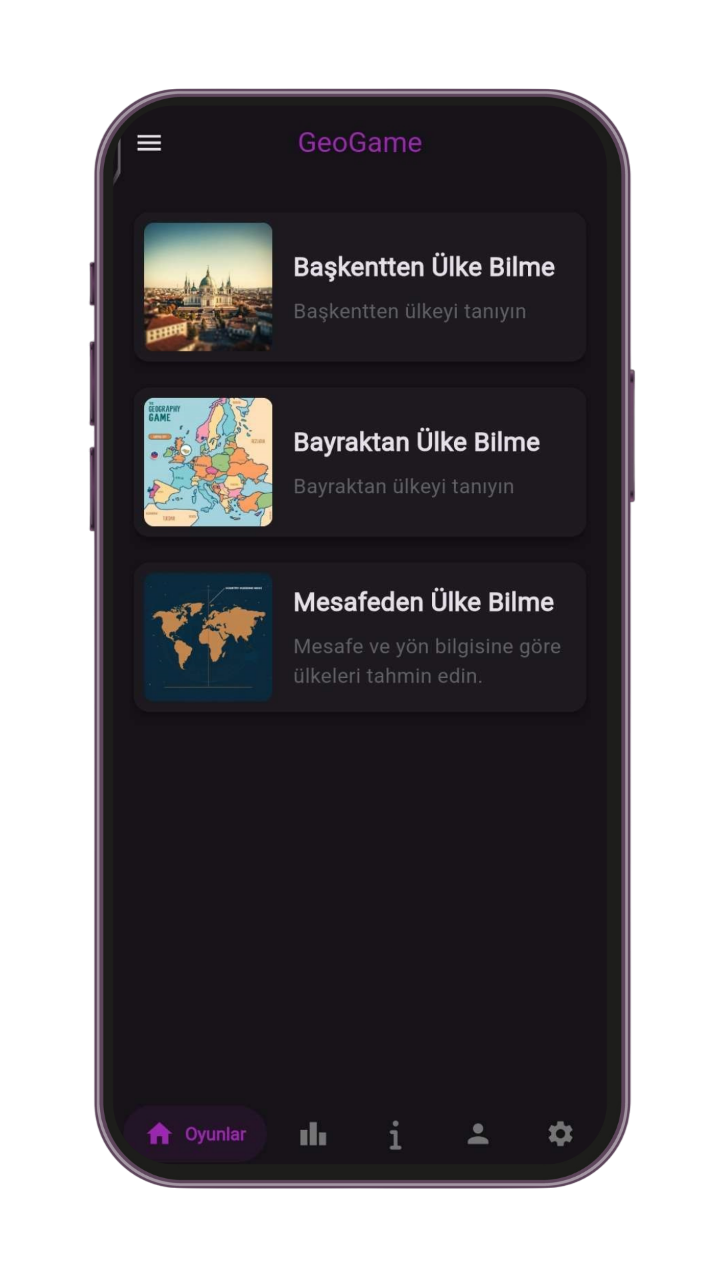 GeoGame
Başkentten Ülke Bilme
Başkentten ülkeyi tanıyın
THE
GEOGRAPHY
GAME
Bayraktan Ülke Bilme
Bayraktan ülkeyi tanıyın
Mesafeden Ülke Bilme
Mesafe ve yön bilgisine göre
ülkeleri tahmin edin.
Oyunlar